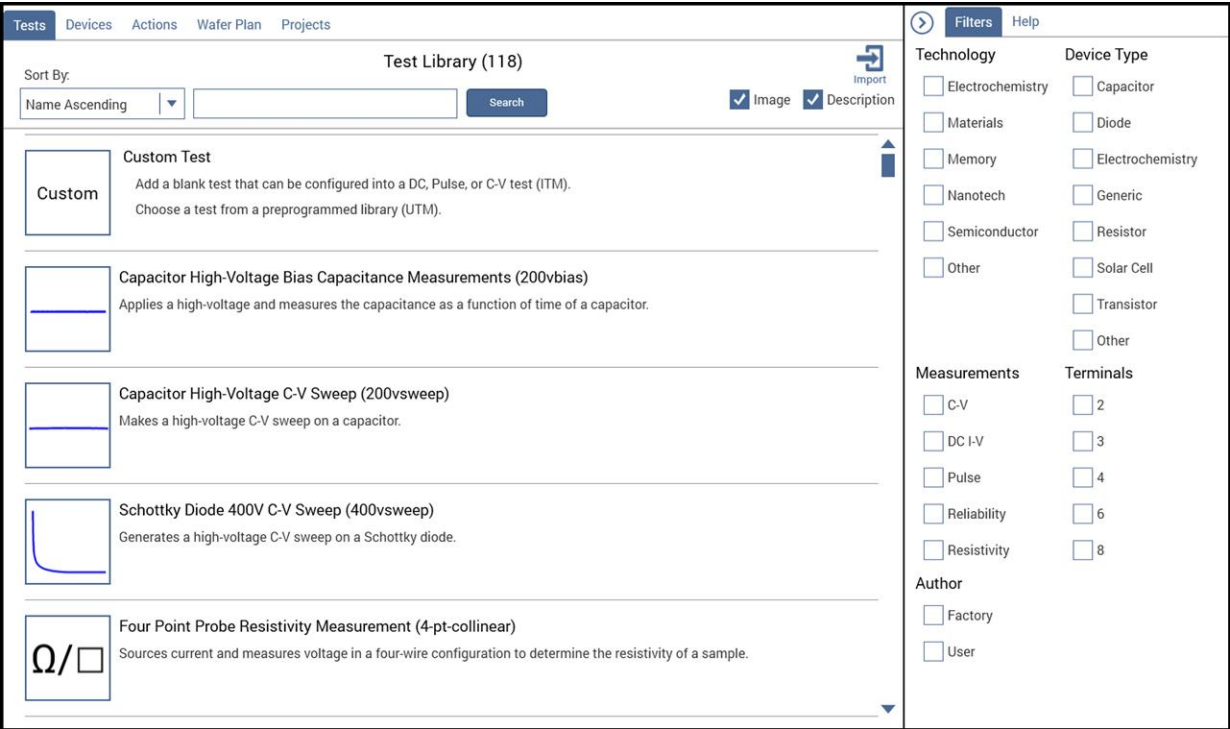 Tests Devices Actions Wafer Plan Projects
Test Library (118)
Import
Sort By:
Name Ascending
Search
Image Description
Custom
Custom Test
Add a blank test that can be configured into a DC, Pulse, or C-V test (ITM).
Choose a test from a preprogrammed library (UTM).
Capacitor High-Voltage Bias Capacitance Measurements (200vbias)
Applies a high-voltage and measures the capacitance as a function of time of a capacitor.
Capacitor High-Voltage C-V Sweep (200vsweep)
Makes a high-voltage C-V sweep on a capacitor.
Schottky Diode 400V C-V Sweep (400vsweep)
Generates a high-voltage C-V sweep on a Schottky diode.
Ω/□
Four Point Probe Resistivity Measurement (4-pt-collinear)
Sources current and measures voltage in a four-wire configuration to determine the resistivity of a sample.
Filters Help
Technology
Electrochemistry
Materials
Memory
Nanotech
Semiconductor
Other
Device Type
Capacitor
Diode
Electrochemistry
Generic
Resistor
Solar Cell
Transistor
Other
Measurements
C-V
DC I-V
Pulse
Reliability
Resistivity
Terminals
2
3
4
6
8
Author
Factory
User